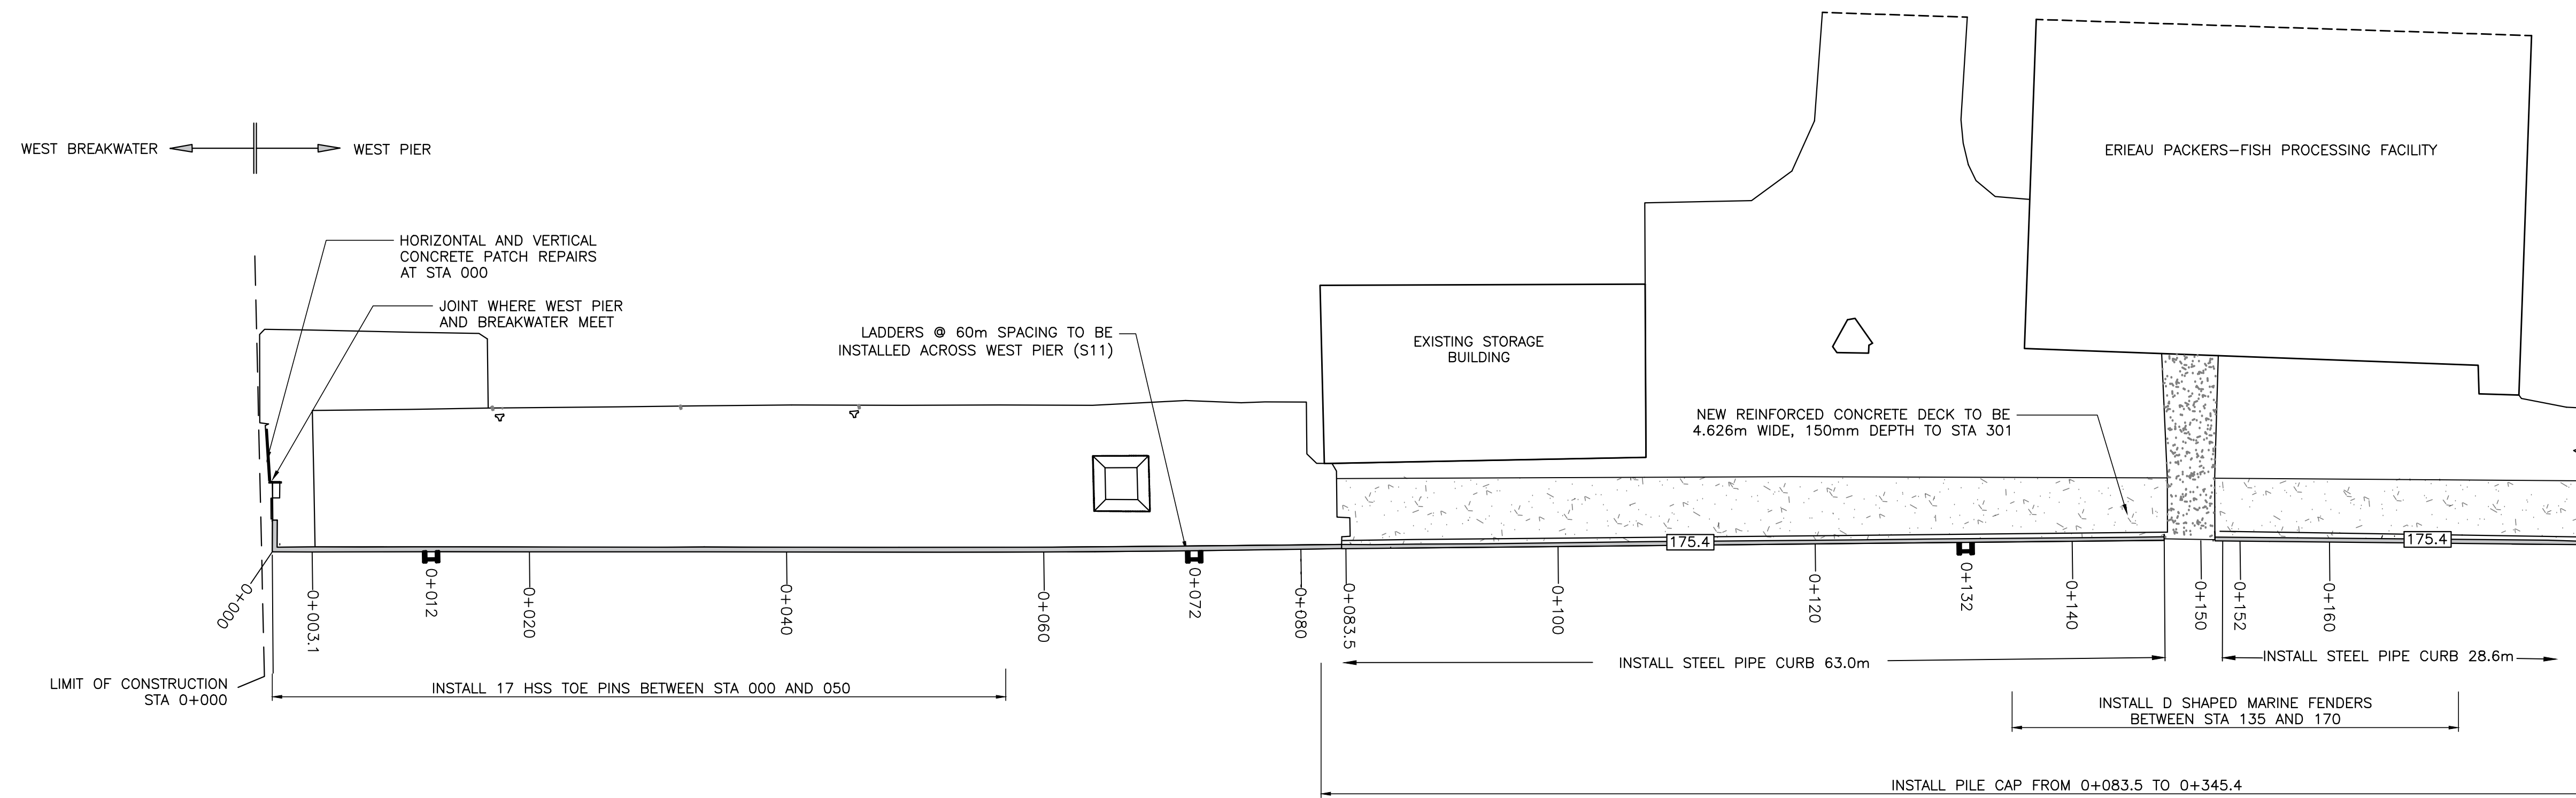 WEST BREAKWATER
WEST PIER
ERIEAU PACKERS-FISH PROCESSING FACILITY
HORIZONTAL AND VERTICAL
CONCRETE PATCH REPAIRS
AT STA 000
JOINT WHERE WEST PIER
AND BREAKWATER MEET
LADDERS @ 60m SPACING TO BE
INSTALLED ACROSS WEST PIER (S11)
EXISTING STORAGE
BUILDING
NEW REINFORCED CONCRETE DECK TO BE
4.626m WIDE, 150mm DEPTH TO STA 301
175.4
175.4
0+000
0+003.1
0+012
0+020
0+040
0+060
0+072
0+080
0+083.5
0+100
0+120
0+132
0+140
0+150
0+152
0+160
INSTALL STEEL PIPE CURB 63.0m
INSTALL STEEL PIPE CURB 28.6m
LIMIT OF CONSTRUCTION
STA 0+000
INSTALL 17 HSS TOE PINS BETWEEN STA 000 AND 050
INSTALL D SHAPED MARINE FENDERS
BETWEEN STA 135 AND 170
INSTALL PILE CAP FROM 0+083.5 TO 0+345.4